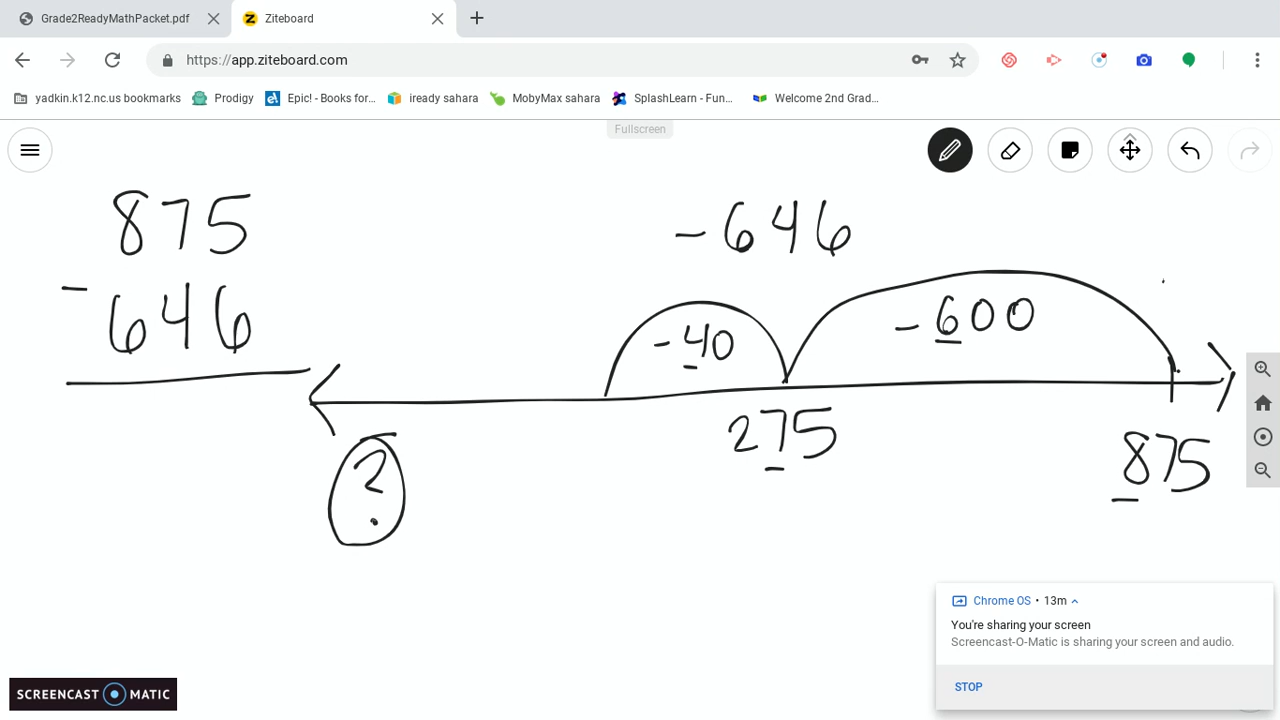 Grade2ReadyMathPacket.pdf
Ziteboard
https://app.ziteboard.com
yadkin.k12.nc.us bookmarks
Prodigy
Epic! - Books for...
iready sahara
MobyMax sahara
SplashLearn - Fun...
Welcome 2nd Grad...
Fullscreen
875
- 646
- 646
- 40
- 600
275
875
?
Chrome OS • 13m
You're sharing your screen
Screencast-O-Matic is sharing your screen and audio.
STOP
SCREENCAST MATIC